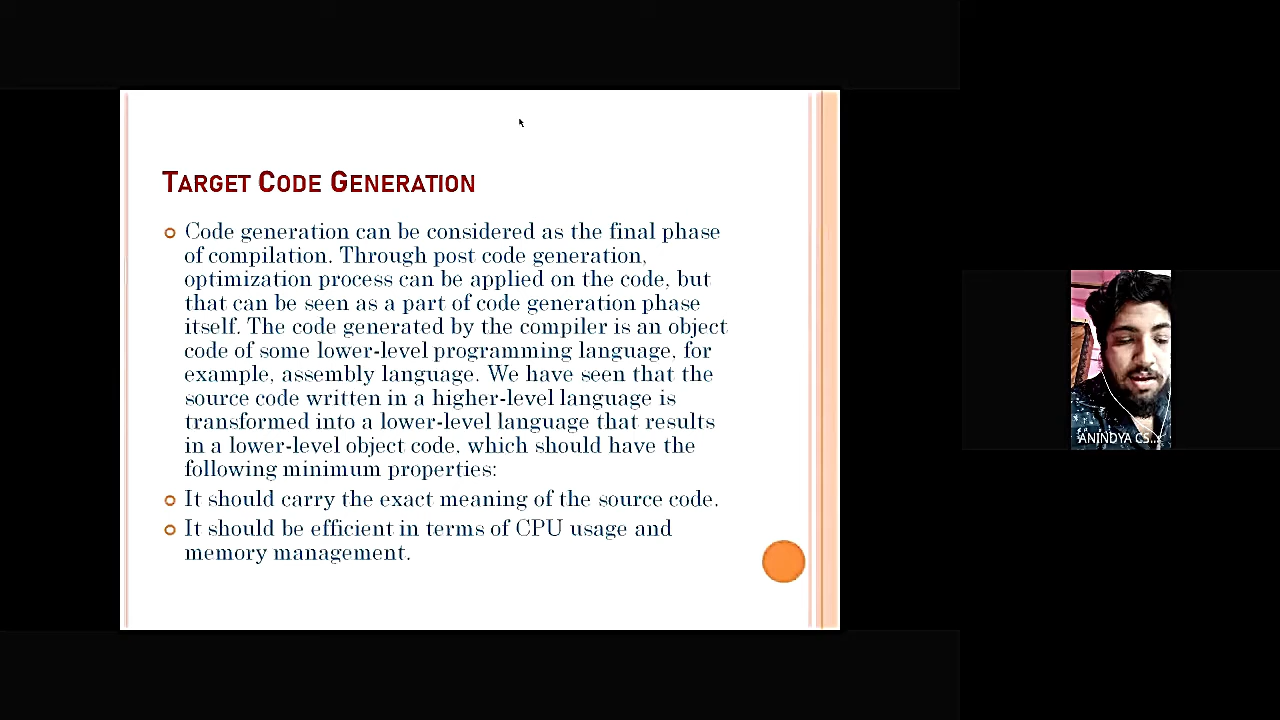 TARGET CODE GENERATION
Code generation can be considered as the final phase
of compilation. Through post code generation,
optimization process can be applied on the code, but
that can be seen as a part of code generation phase
itself. The code generated by the compiler is an object
code of some lower-level programming language, for
example, assembly language. We have seen that the
source code written in a higher-level language is
transformed into a lower-level language that results
in a lower-level object code, which should have the
following minimum properties:
It should carry the exact meaning of the source code.
It should be efficient in terms of CPU usage and
memory management.
ANINDYA CS...